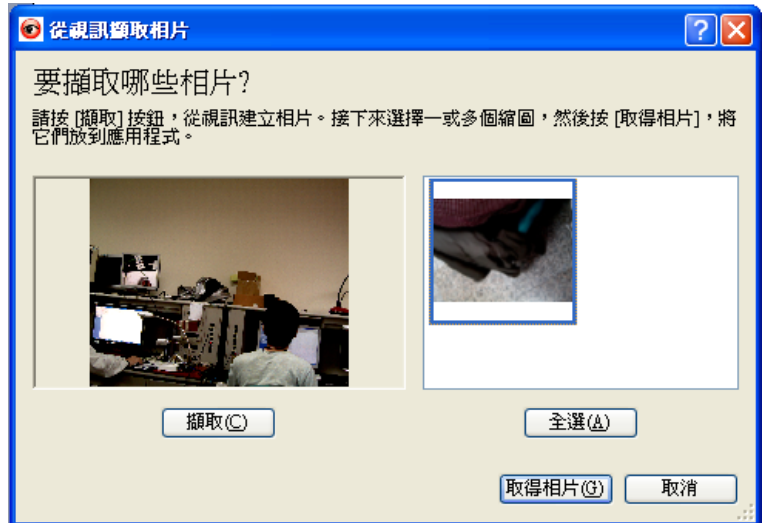 從視訊擷取相片
要擷取哪些相片?
請按 [擷取] 按鈕，從視訊建立相片。接下來選擇一或多個縮圖，然後按 [取得相片]，將
它們放到應用程式。
擷取(C)
全選(A)
取得相片(G)
取消